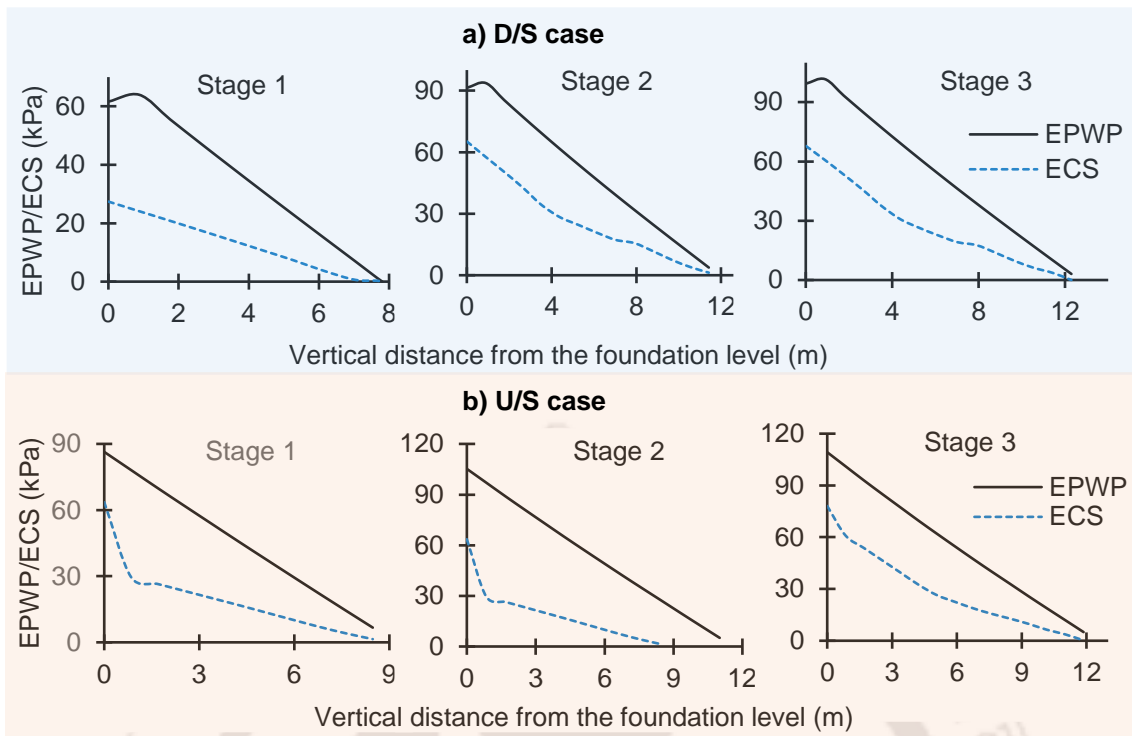 a) D/S case
EPWP/ECS (kPa)
Stage 1
60
40
20
0
0 2 4 6 8
Stage 2
90
60
30
0
0 4 8 12
Stage 3
90
60
30
0
0 4 8 12
EPWP
ECS
Vertical distance from the foundation level (m)
b) U/S case
EPWP/ECS (kPa)
Stage 1
90
60
30
0
0 3 6 9
Stage 2
120
90
60
30
0
0 3 6 9 12
Stage 3
120
90
60
30
0
0 3 6 9 12
EPWP
ECS
Vertical distance from the foundation level (m)